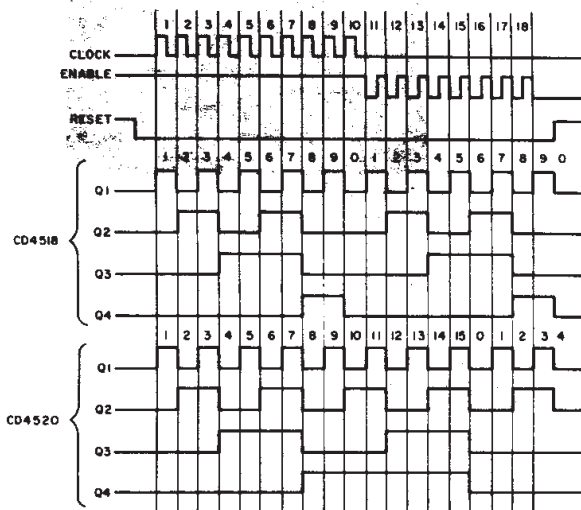 1 2 3 4 5 6 7 8 9 10 11 12 13 14 15 16 17 18
CLOCK
ENABLE
RESET
1 2 3 4 5 6 7 8 9 0 1 2 3 4 5 6 7 8 9 0
Q1
Q2
CD4518
Q3
Q4
1 2 3 4 5 6 7 8 9 10 11 12 13 14 15 0 1 2 3 4
Q1
Q2
CD4520
Q3
Q4